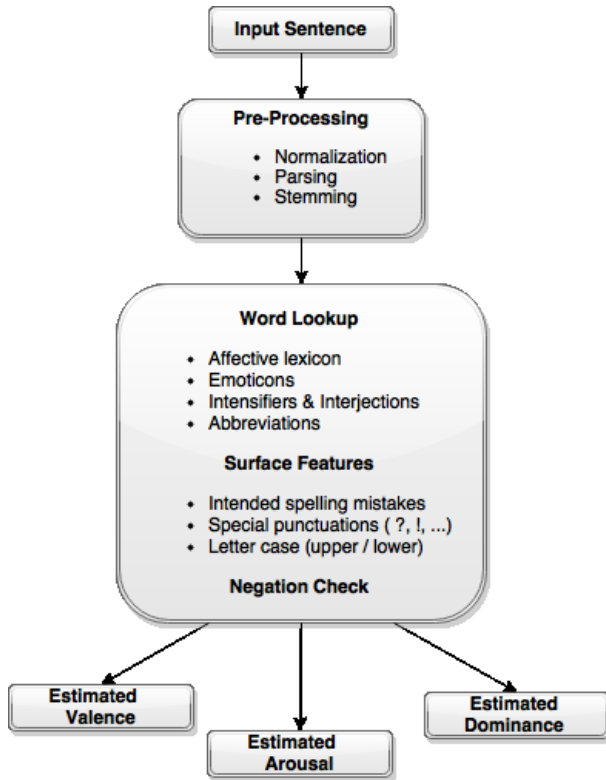 Input Sentence
Pre-Processing
• Normalization
• Parsing
• Stemming
Word Lookup
• Affective lexicon
• Emoticons
• Intensifiers & Interjections
• Abbreviations
Surface Features
• Intended spelling mistakes
• Special punctuations ( ?, !, ...)
• Letter case (upper / lower)
Negation Check
Estimated
Valence
Estimated
Arousal
Estimated
Dominance